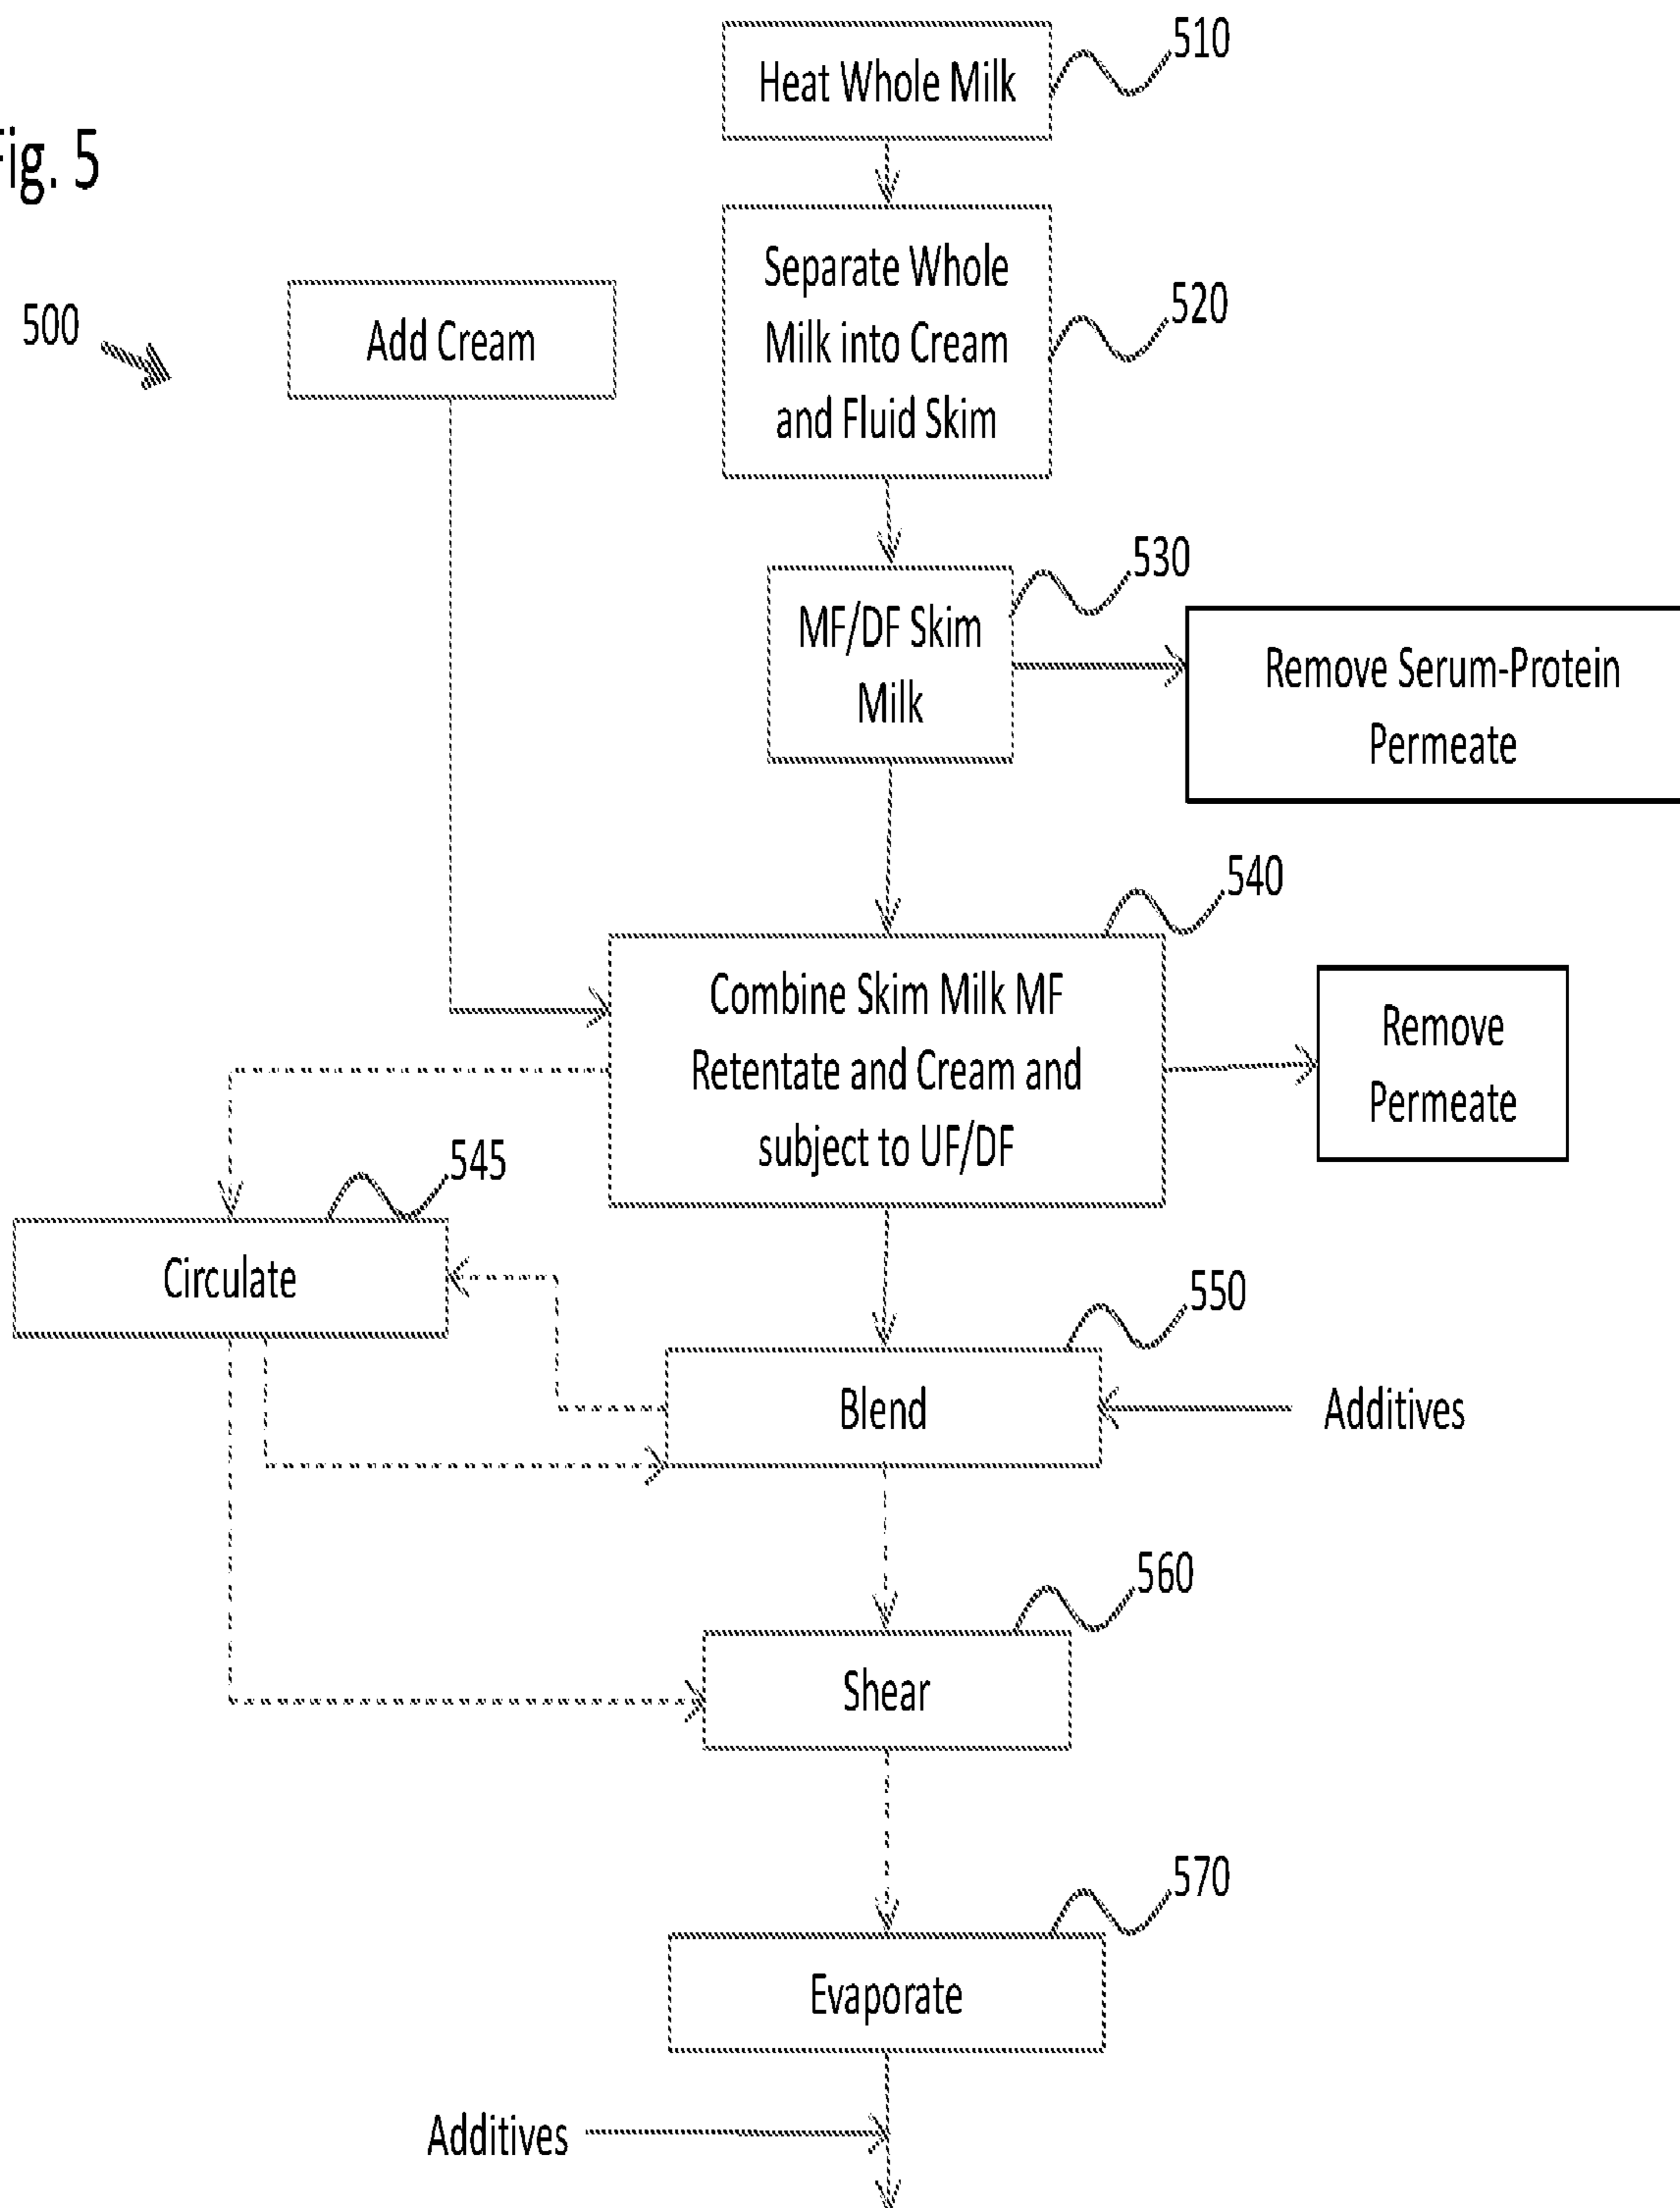 510
Heat Whole Milk
Fig. 5
Separate Whole
Milk into Cream
and Fluid Skim
520
500
Add Cream
530
MF/DF Skim
Milk
Remove Serum-Protein
Permeate
540
Combine Skim Milk MF
Retentate and Cream and
subject to UF/DF
Remove
Permeate
545
Circulate
550
Blend
Additives
560
Shear
570
Evaporate
Additives